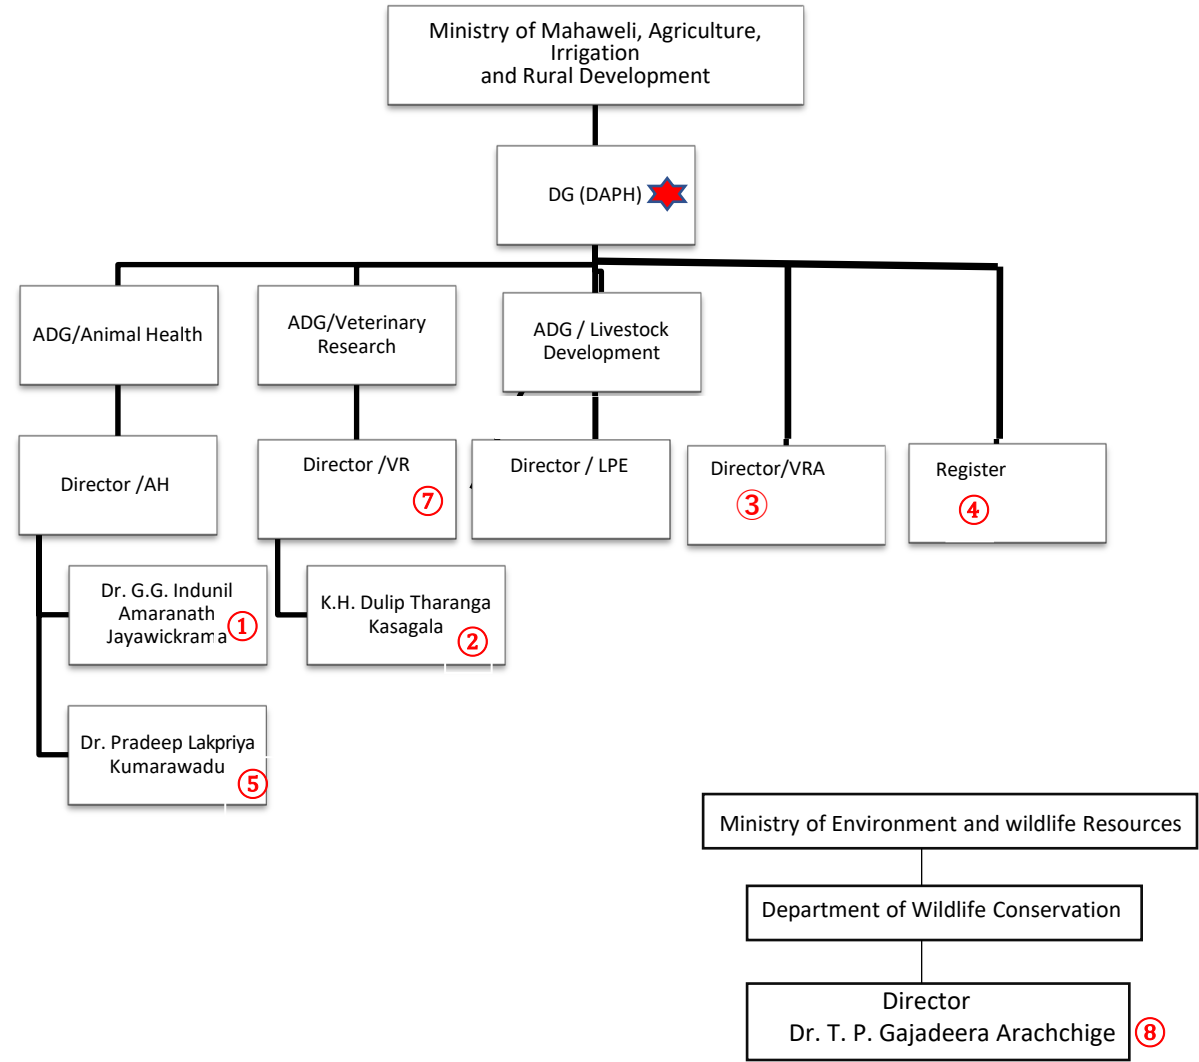 Ministry of Mahaweli, Agriculture,
Irrigation
and Rural Development
DG (DAPH)
ADG/Animal Health
ADG/Veterinary
Research
ADG / Livestock
Development
Director /AH
Director /VR
⑦
Director / LPE
Director/VRA
③
Register
④
Dr. G.G. Indunil
Amaranath
Jayawickrama
①
K.H. Dulip Tharanga
Kasagala
②
Dr. Pradeep Lakpriya
Kumarawadu
⑤
Ministry of Environment and wildlife Resources
Department of Wildlife Conservation
Director
Dr. T. P. Gajadeera Arachchige
⑧